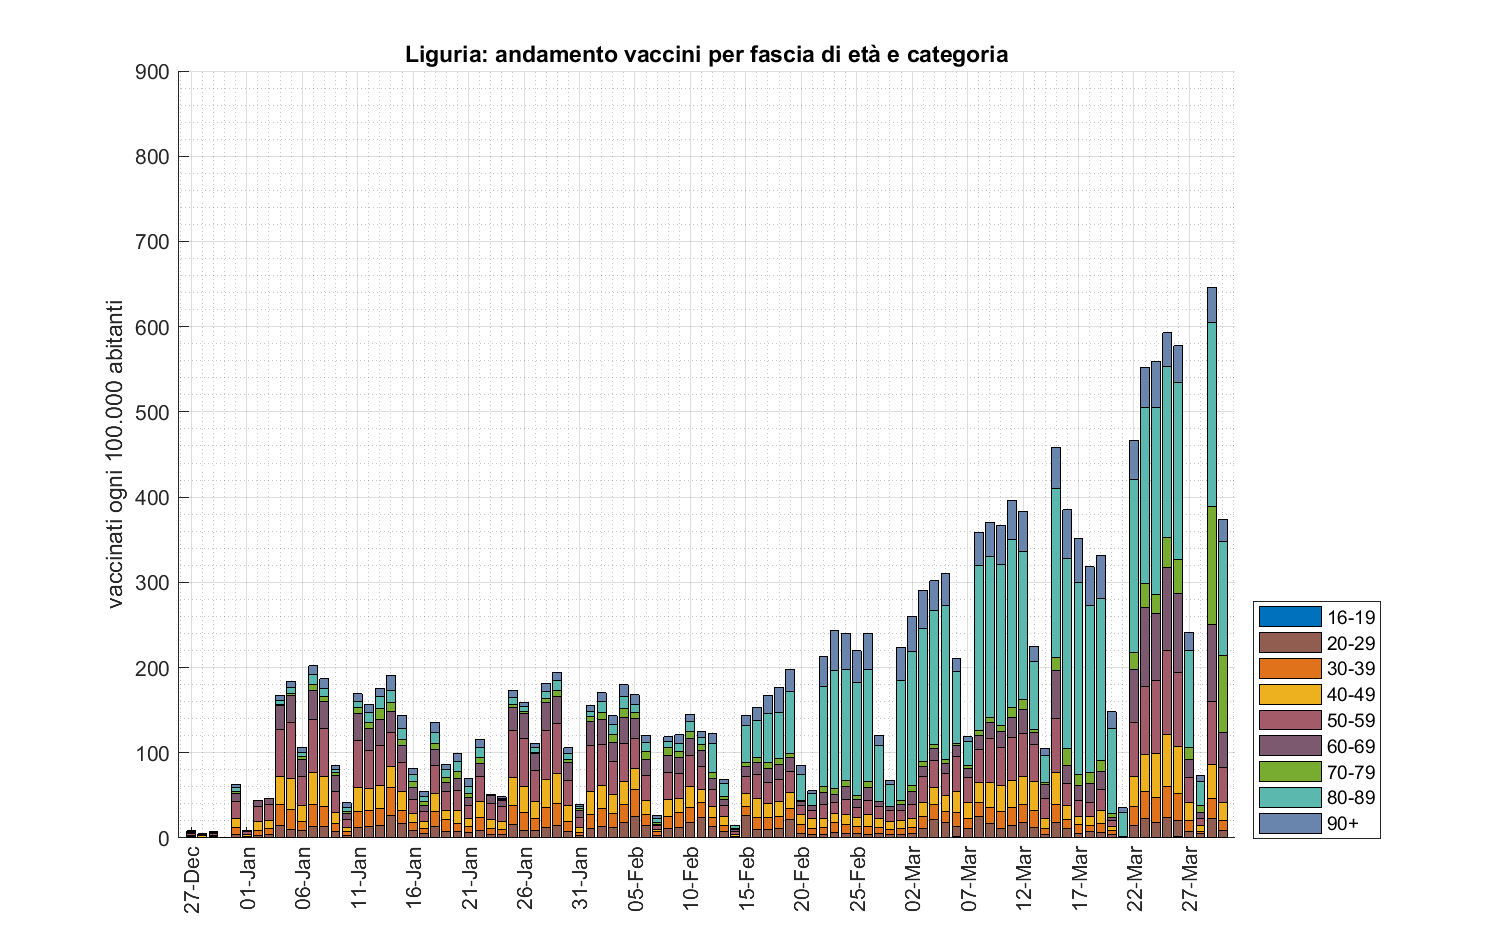 Liguria: andamento vaccini per fascia di età e categoria
vaccinati ogni 100.000 abitanti
900
800
700
600
500
400
300
200
100
0
27-Dec
01-Jan
06-Jan
11-Jan
16-Jan
21-Jan
26-Jan
31-Jan
05-Feb
10-Feb
15-Feb
20-Feb
25-Feb
02-Mar
07-Mar
12-Mar
17-Mar
22-Mar
27-Mar
16-19
20-29
30-39
40-49
50-59
60-69
70-79
80-89
90+